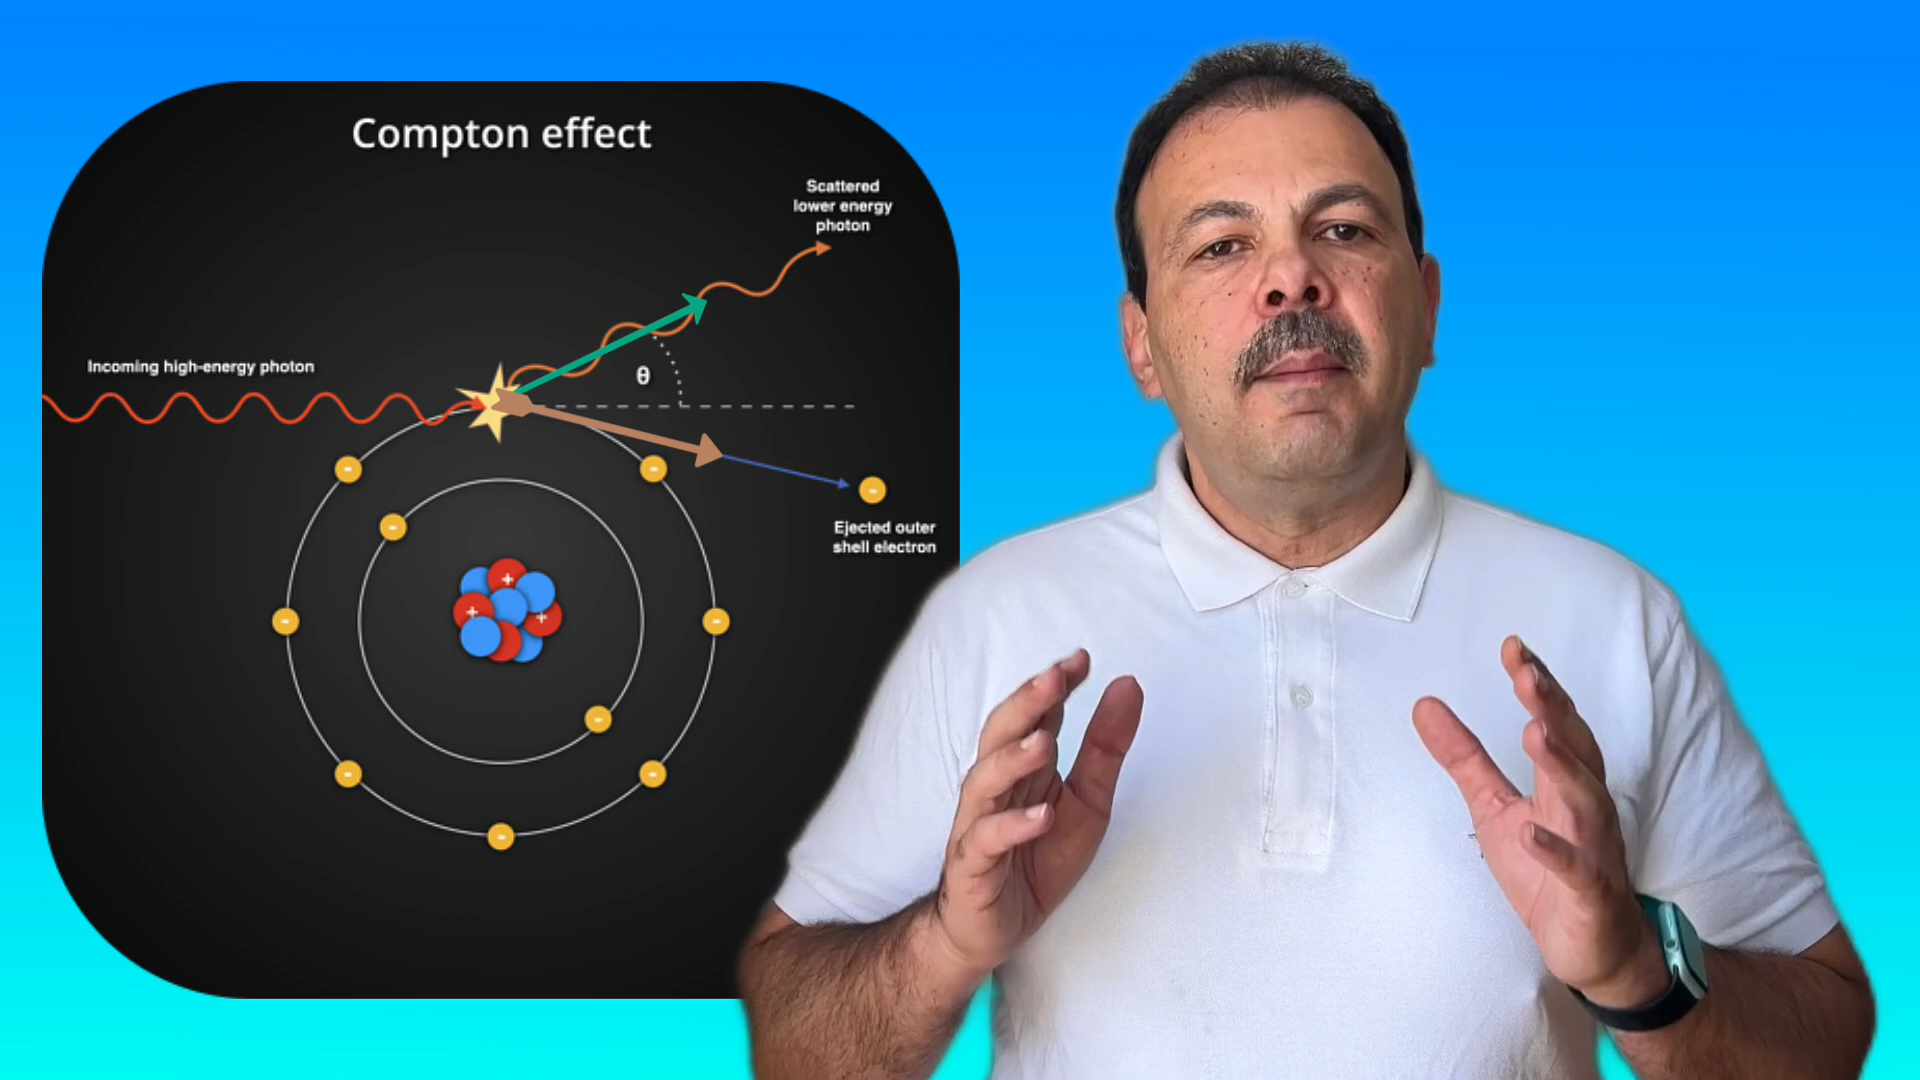 Compton effect
Scattered
lower energy
photon
Incoming high-energy photon
θ
Ejected outer
shell electron
-
-
-
+
+
+
-
-
-
-
-
-
-